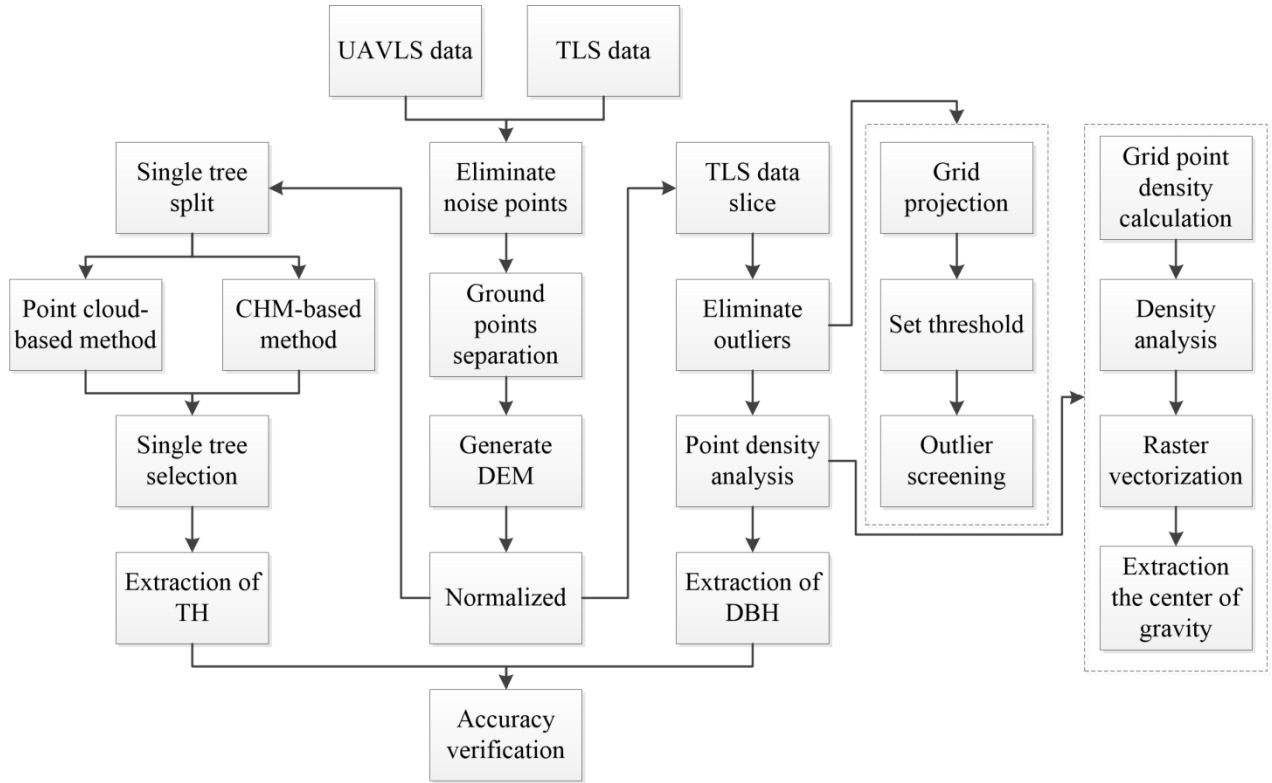 UAVLS data
TLS data
Single tree
split
Eliminate
noise points
TLS data
slice
Grid
projection
Grid point
density
calculation
Point cloud-
based method
CHM-based
method
Ground
points
separation
Eliminate
outliers
Set threshold
Density
analysis
Single tree
selection
Generate
DEM
Point density
analysis
Outlier
screening
Raster
vectorization
Extraction of
TH
Normalized
Extraction of
DBH
Extraction
the center of
gravity
Accuracy
verification